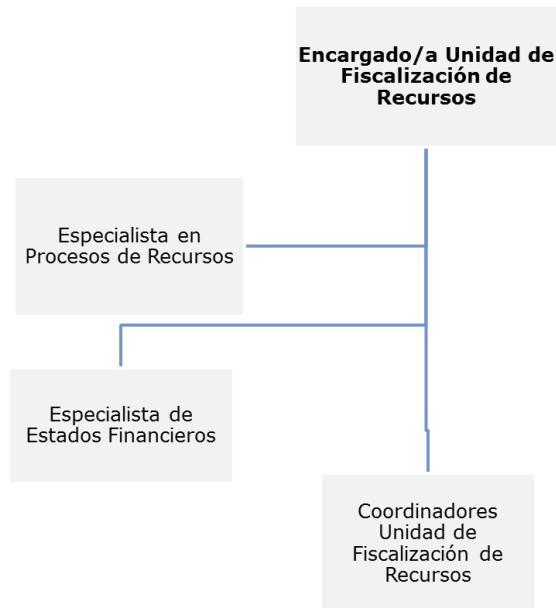 Encargado/a Unidad de
Fiscalización de
Recursos
Especialista en
Procesos de Recursos
Especialista de
Estados Financieros
Coordinadores
Unidad de
Fiscalización de
Recursos